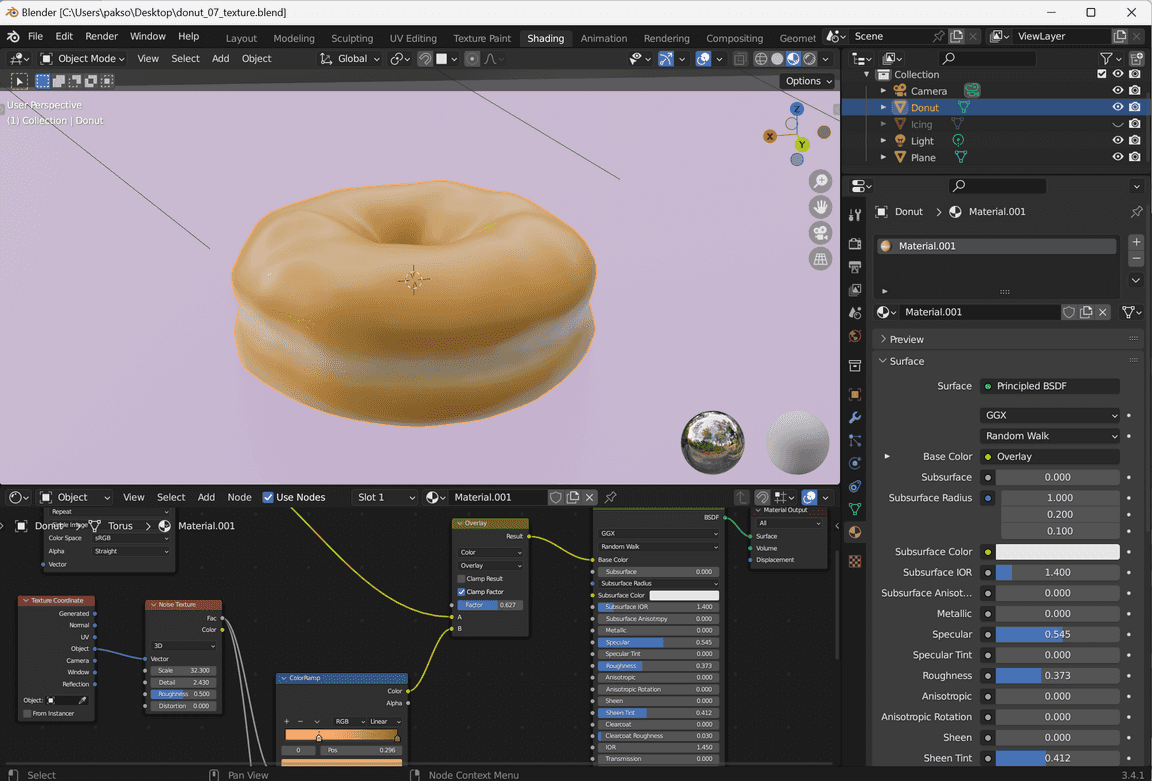 Blender [C:\Users\pakso\Desktop\donut_07_texture.blend]
File Edit Render Window Help Layout Modeling Sculpting UV Editing Texture Paint Shading Animation Rendering Compositing Geomet Scene ViewLayer
Object Mode View Select Add Object Global
Options
User Perspective
(1) Collection | Donut
Z
X
Y
Collection
Camera
Donut
Icing
Light
Plane
Donut > Material.001
Material.001
Material.001
Preview
Surface
Surface Principled BSDF
GGX
Random Walk
Base Color Overlay
Subsurface 0.000
Subsurface Radius 1.000
0.200
0.100
Subsurface Color
Subsurface IOR 1.400
Subsurface Anisot... 0.000
Metallic 0.000
Specular 0.545
Specular Tint 0.000
Roughness 0.373
Anisotropic 0.000
Anisotropic Rotation 0.000
Sheen 0.000
Sheen Tint 0.412
Object View Select Add Node Use Nodes Slot 1 Material.001
Repeat
Donut > Torus > Material.001
Color Space sRGB
Alpha Straight
Vector
Texture Coordinate
Generated
Normal
UV
Object
Camera
Window
Reflection
Object:
From Instancer
Noise Texture
Fac
Color
3D
Vector
Scale 32.300
Detail 2.430
Roughness 0.500
Distortion 0.000
ColorRamp
Color
Alpha
+ − RGB Linear
0 Pos 0.296
Overlay
Result
Color
Overlay
Clamp Result
Clamp Factor
Factor 0.627
A
B
BSDF
GGX
Random Walk
Base Color
Subsurface 0.000
Subsurface Radius
Subsurface Color
Subsurface IOR 1.400
Subsurface Anisotropy 0.000
Metallic 0.000
Specular 0.545
Specular Tint 0.000
Roughness 0.373
Anisotropic 0.000
Anisotropic Rotation 0.000
Sheen 0.000
Sheen Tint 0.412
Clearcoat 0.000
Clearcoat Roughness 0.030
IOR 1.450
Transmission 0.000
Material Output
All
Surface
Volume
Displacement
Select Pan View Node Context Menu 3.4.1